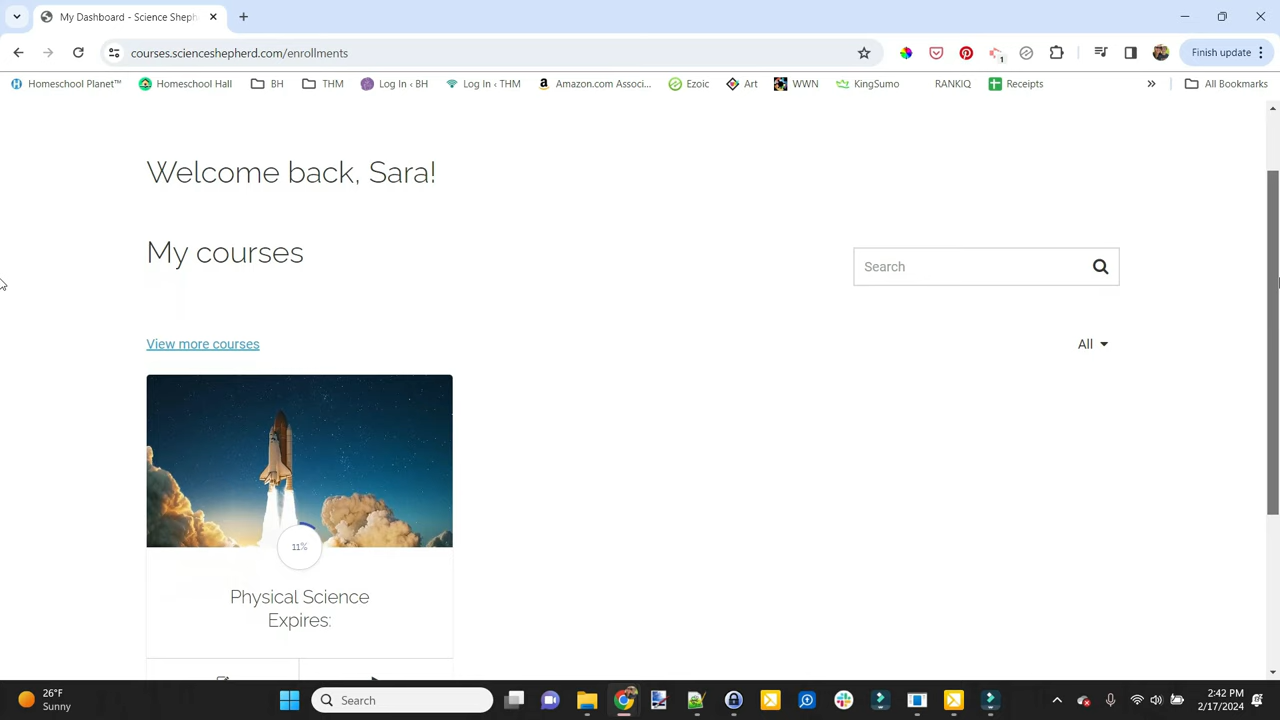 My Dashboard - Science Sheph
courses.scienceshepherd.com/enrollments
1
Finish update
Homeschool Planet™
Homeschool Hall
BH
THM
Log In ‹ BH
Log In ‹ THM
Amazon.com Associ...
Ezoic
Art
WWN
KingSumo
RANKIQ
Receipts
»
All Bookmarks
Welcome back, Sara!
My courses
Search
View more courses
All
11%
Physical Science
Expires:
26°F
Sunny
Search
2:42 PM
2/17/2024